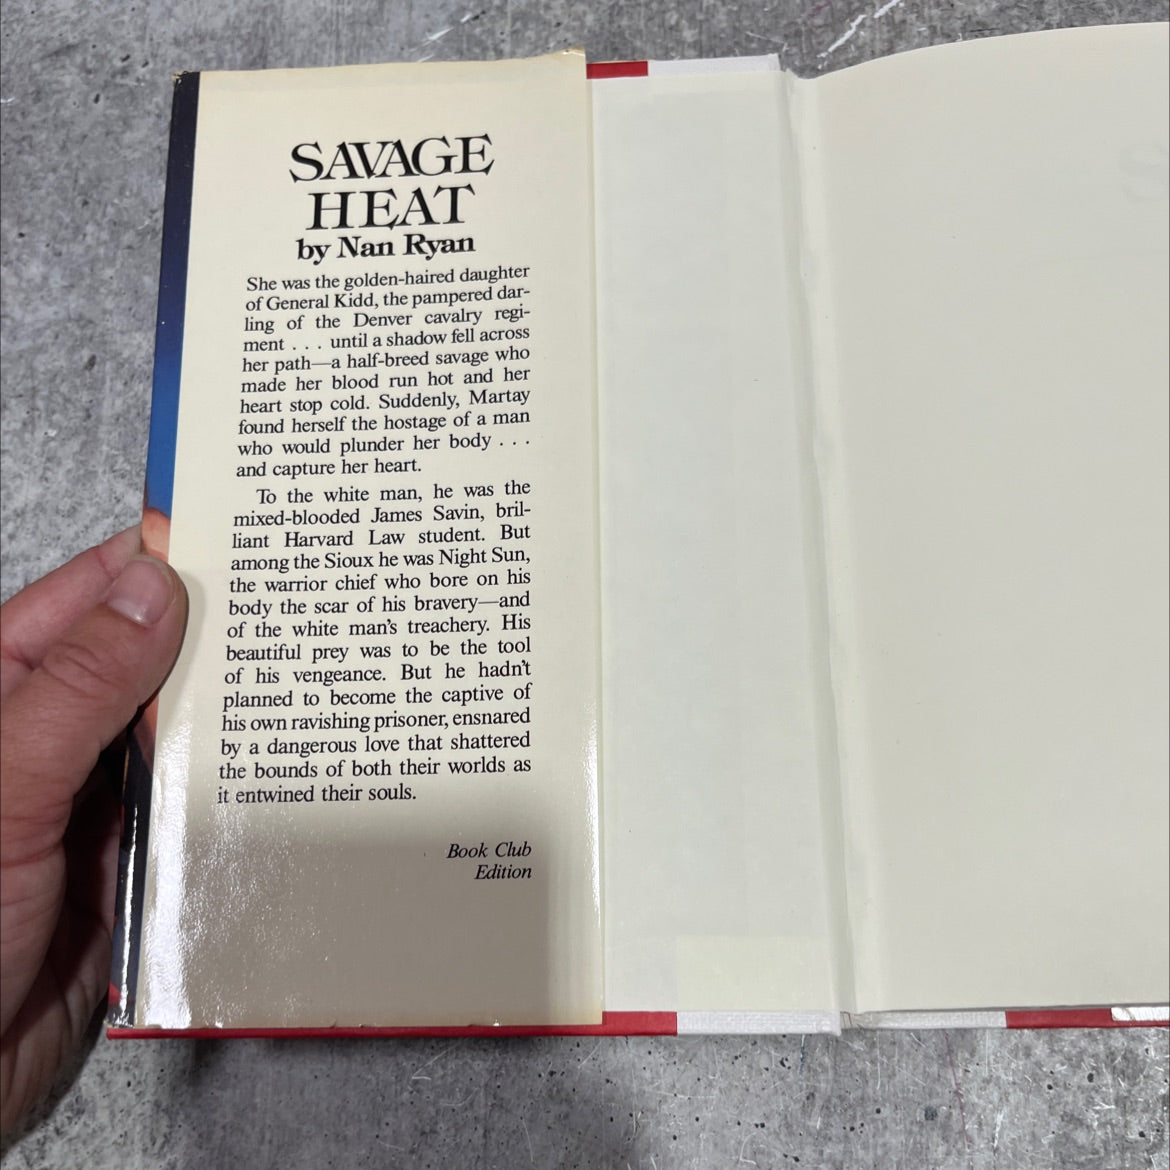 SAVAGE
HEAT
by Nan Ryan
She was the golden-haired daughter
of General Kidd, the pampered dar-
ling of the Denver cavalry regi-
ment . . . until a shadow fell across
her path—a half-breed savage who
made her blood run hot and her
heart stop cold. Suddenly, Martay
found herself the hostage of a man
who would plunder her body . . .
and capture her heart.
To the white man, he was the
mixed-blooded James Savin, bril-
liant Harvard Law student. But
among the Sioux he was Night Sun,
the warrior chief who bore on his
body the scar of his bravery—and
of the white man's treachery. His
beautiful prey was to be the tool
of his vengeance. But he hadn't
planned to become the captive of
his own ravishing prisoner, ensnared
by a dangerous love that shattered
the bounds of both their worlds as
it entwined their souls.
Book Club
Edition